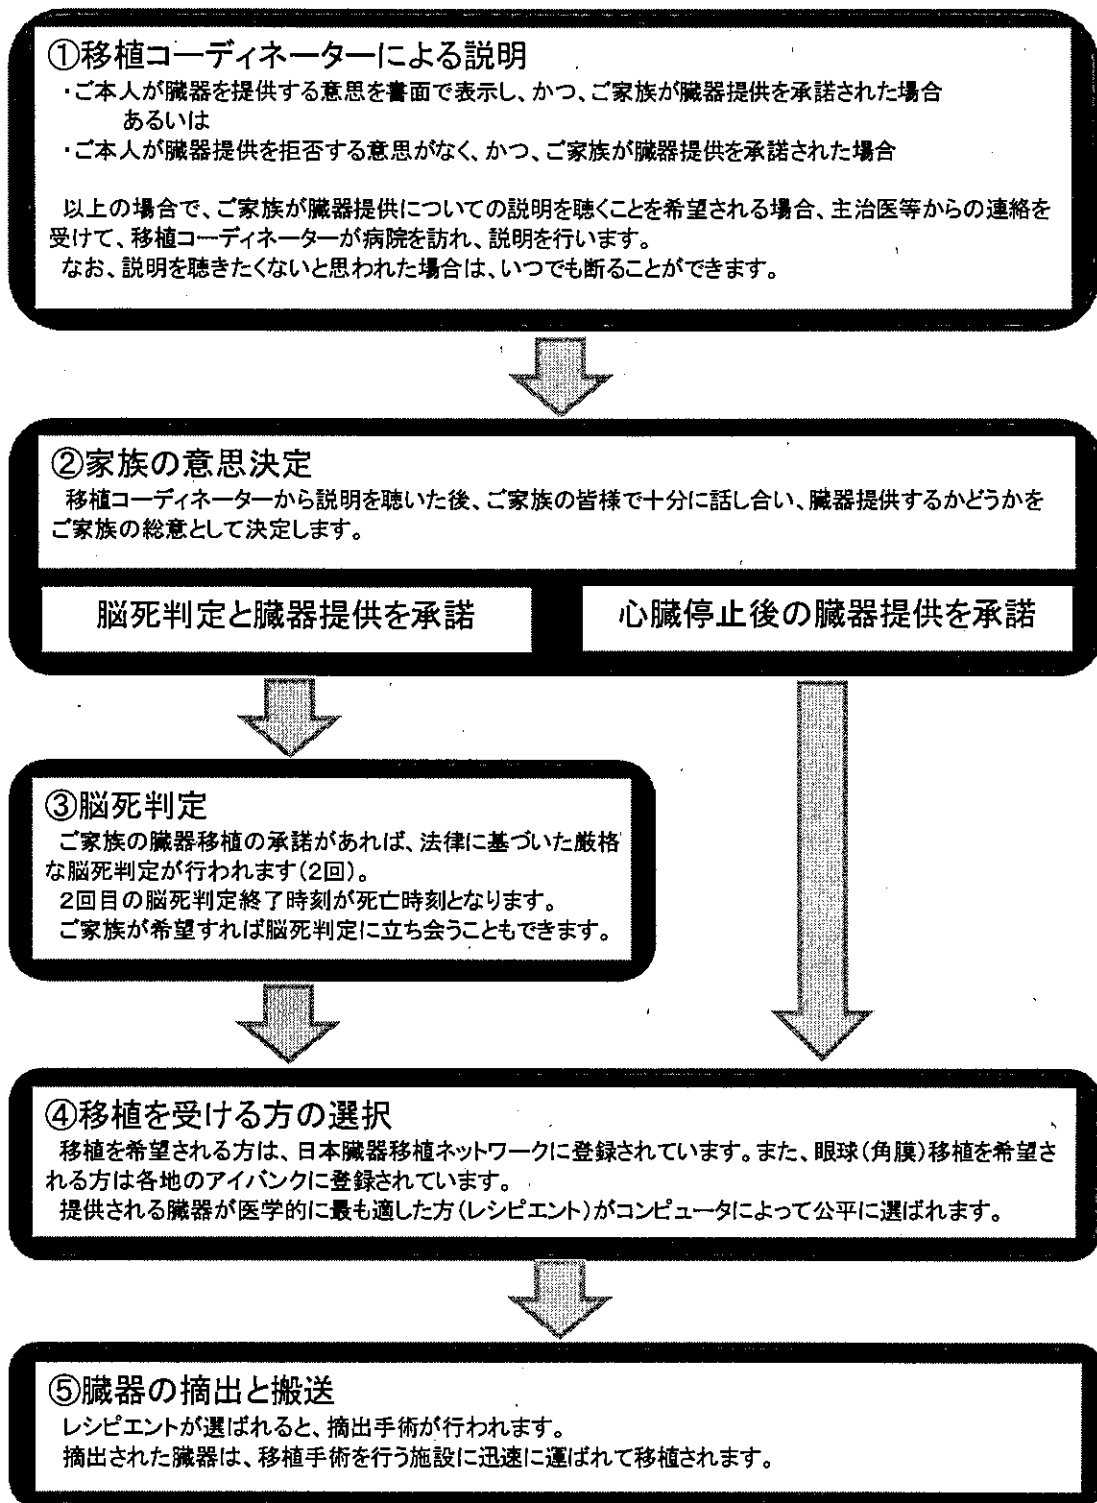 ①移植コーディネーターによる説明
・ご本人が臓器を提供する意思を書面で表示し、かつ、ご家族が臓器提供を承諾された場合
あるいは
・ご本人が臓器提供を拒否する意思がなく、かつ、ご家族が臓器提供を承諾された場合
以上の場合で、ご家族が臓器提供についての説明を聴くことを希望される場合、主治医等からの連絡を
受けて、移植コーディネーターが病院を訪れ、説明を行います。
なお、説明を聴きたくないと思われた場合は、いつでも断ることができます。
②家族の意思決定
移植コーディネーターから説明を聴いた後、ご家族の皆様で十分に話し合い、臓器提供するかどうかを
ご家族の総意として決定します。
脳死判定と臓器提供を承諾
心臓停止後の臓器提供を承諾
③脳死判定
ご家族の臓器移植の承諾があれば、法律に基づいた厳格
な脳死判定が行われます(2回)。
2回目の脳死判定終了時刻が死亡時刻となります。
ご家族が希望すれば脳死判定に立ち会うこともできます。
④移植を受ける方の選択
移植を希望される方は、日本臓器移植ネットワークに登録されています。また、眼球(角膜)移植を希望さ
れる方は各地のアイバンクに登録されています。
提供される臓器が医学的に最も適した方(レシピエント)がコンピュータによって公平に選ばれます。
⑤臓器の摘出と搬送
レシピエントが選ばれると、摘出手術が行われます。
摘出された臓器は、移植手術を行う施設に迅速に運ばれて移植されます。